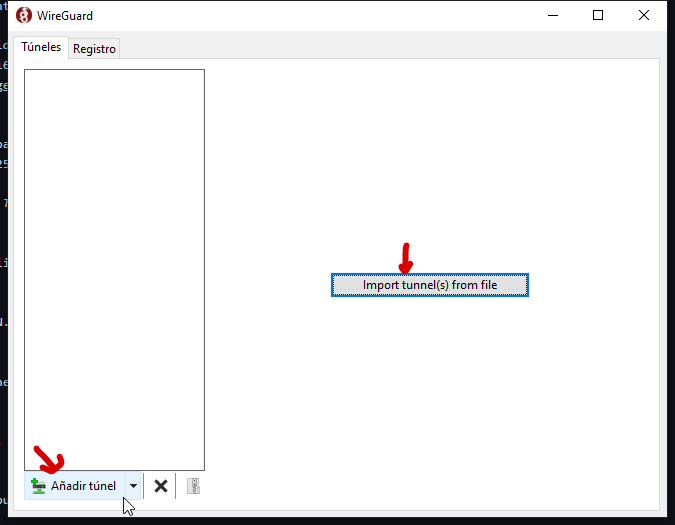 WireGuard
Túneles
Registro
Import tunnel(s) from file
Añadir túnel